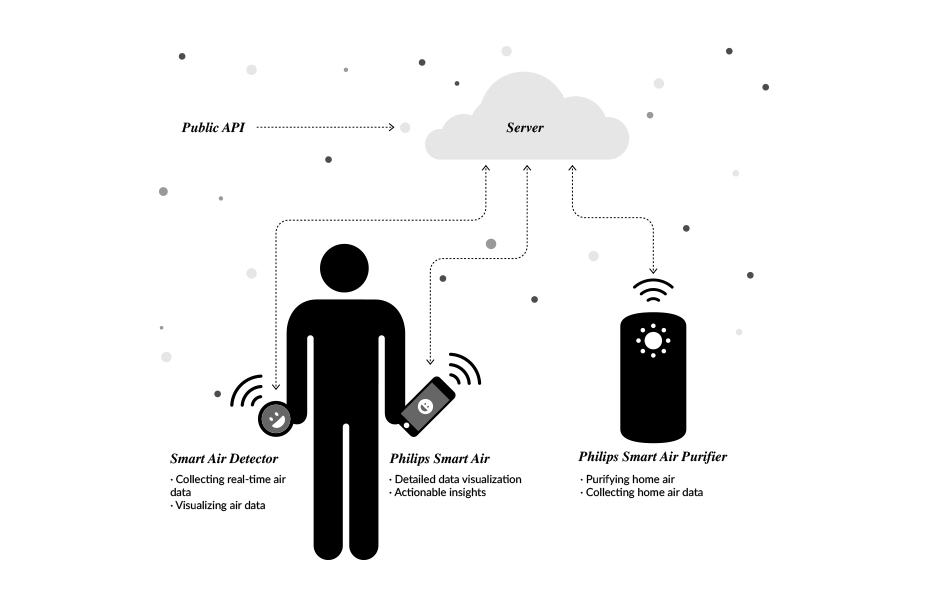 Public API
Server
Smart Air Detector
· Collecting real-time air
data
· Visualizing air data
Philips Smart Air
· Detailed data visualization
· Actionable insights
Philips Smart Air Purifier
· Purifying home air
· Collecting home air data